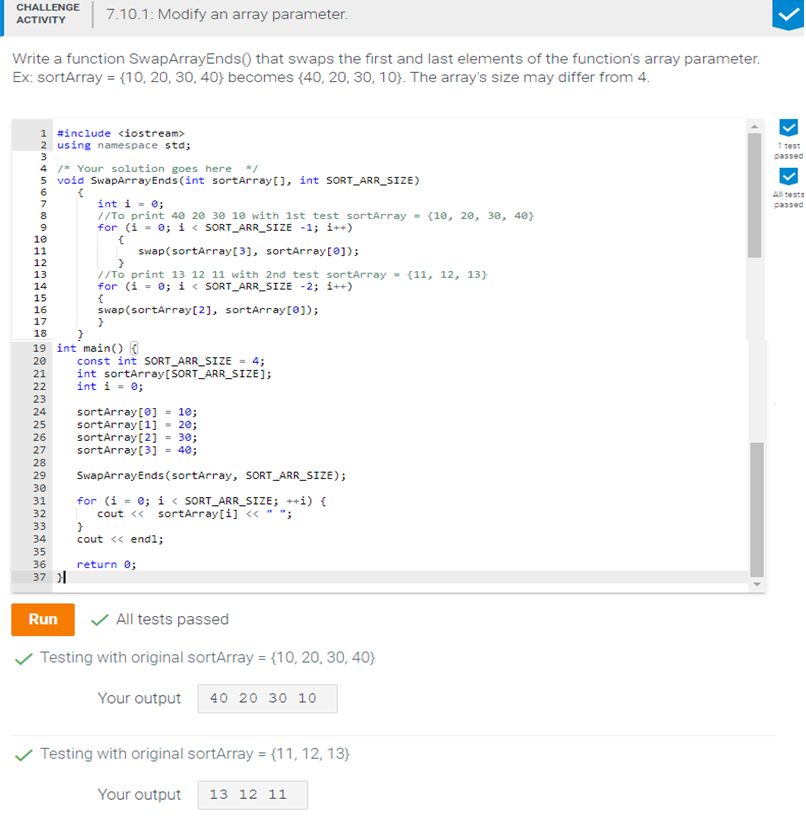 CHALLENGE
ACTIVITY
7.10.1: Modify an array parameter.
Write a function SwapArrayEnds() that swaps the first and last elements of the function's array parameter.
Ex: sortArray = {10, 20, 30, 40} becomes {40, 20, 30, 10}. The array's size may differ from 4.
1 #include <iostream>
2 using namespace std;
3
4 /* Your solution goes here  */
5 void SwapArrayEnds(int sortArray[], int SORT_ARR_SIZE)
6 {
7 int i = 0;
8 //To print 40 20 30 10 with 1st test sortArray = {10, 20, 30, 40}
9 for (i = 0; i < SORT_ARR_SIZE -1; i++)
10 {
11 swap(sortArray[3], sortArray[0]);
12 }
13 //To print 13 12 11 with 2nd test sortArray = {11, 12, 13}
14 for (i = 0; i < SORT_ARR_SIZE -2; i++)
15 {
16 swap(sortArray[2], sortArray[0]);
17 }
18 }
19 int main() {
20 const int SORT_ARR_SIZE = 4;
21 int sortArray[SORT_ARR_SIZE];
22 int i = 0;
23
24 sortArray[0] = 10;
25 sortArray[1] = 20;
26 sortArray[2] = 30;
27 sortArray[3] = 40;
28
29 SwapArrayEnds(sortArray, SORT_ARR_SIZE);
30
31 for (i = 0; i < SORT_ARR_SIZE; ++i) {
32 cout <<  sortArray[i] << " ";
33 }
34 cout << endl;
35
36 return 0;
37 }
1 test
passed
All tests
passed
Run
All tests passed
Testing with original sortArray = {10, 20, 30, 40}
Your output
40 20 30 10
Testing with original sortArray = {11, 12, 13}
Your output
13 12 11